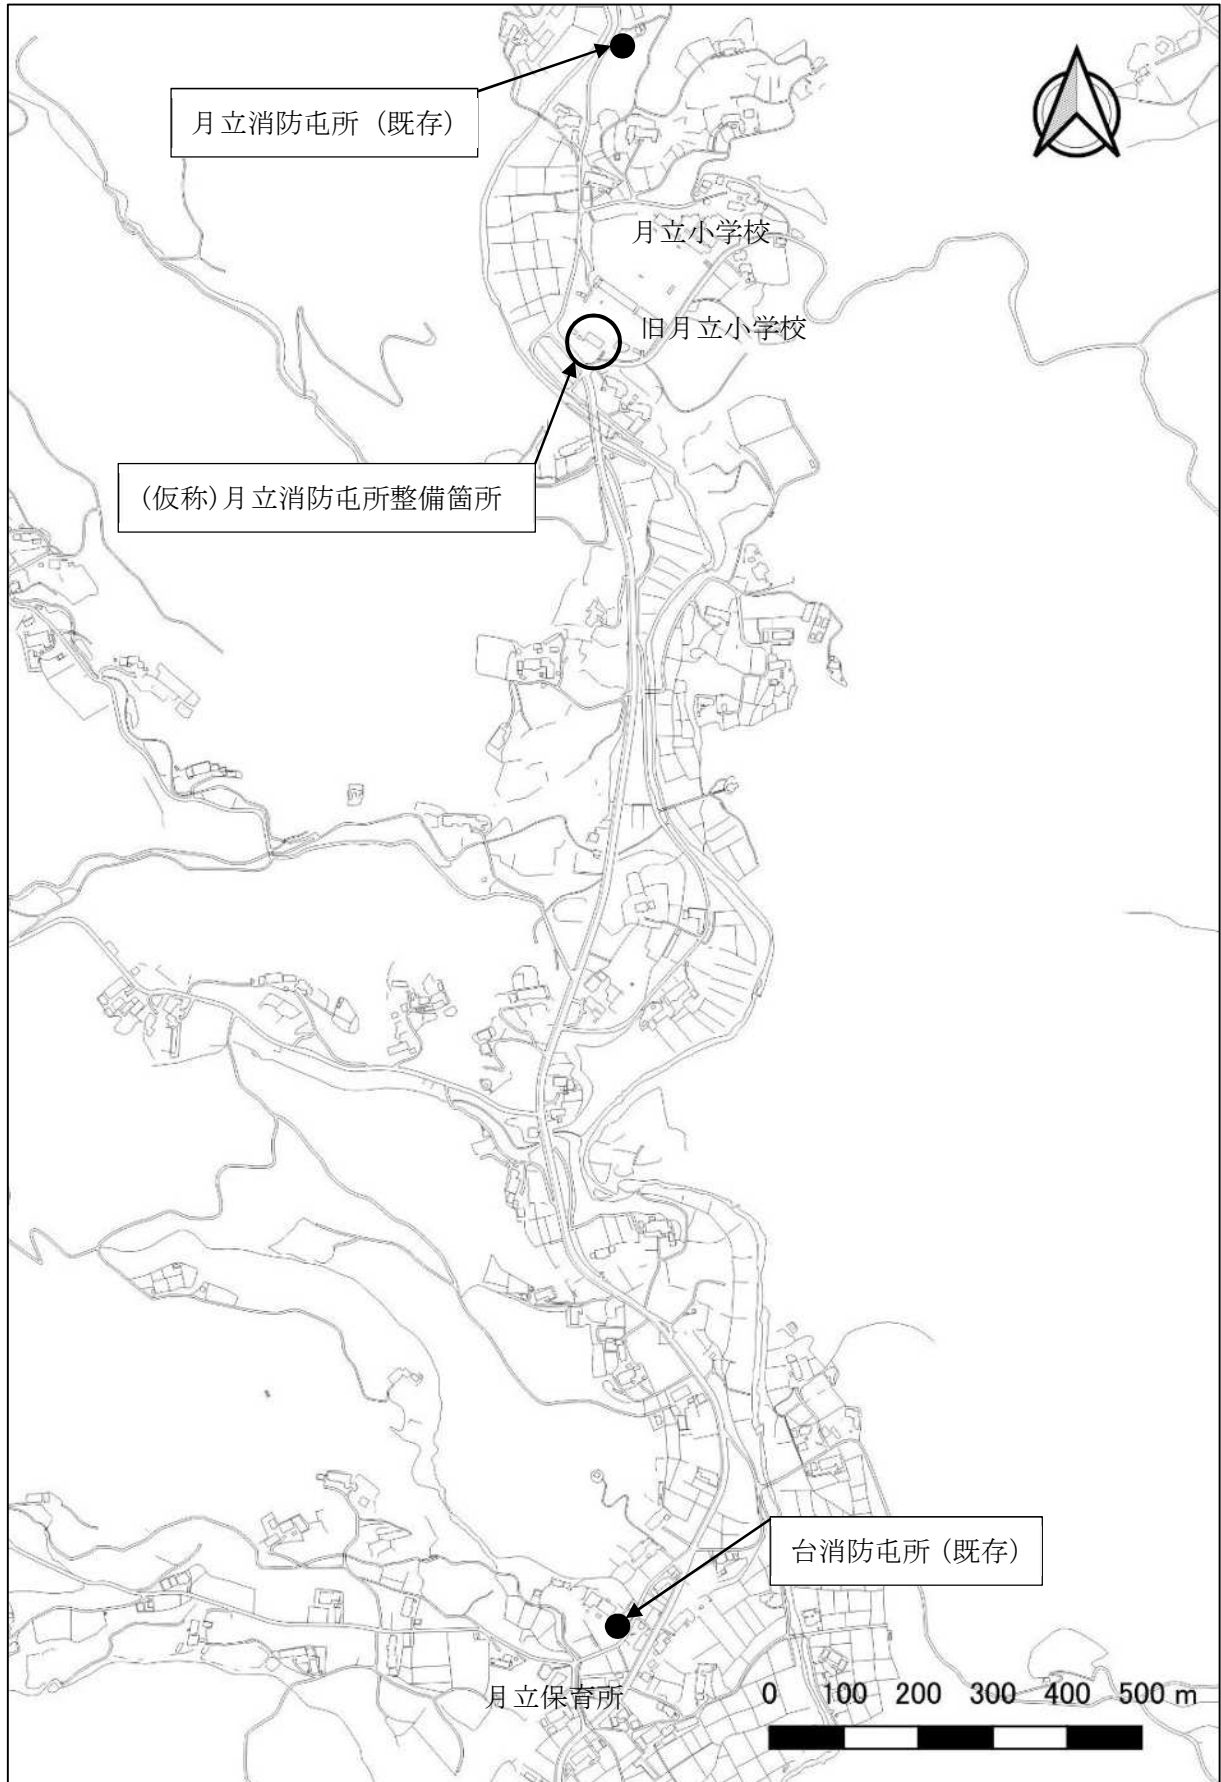 月立消防屯所（既存）
月立小学校
旧月立小学校
(仮称)月立消防屯所整備箇所
台消防屯所（既存）
月立保育所
0 100 200 300 400 500 m